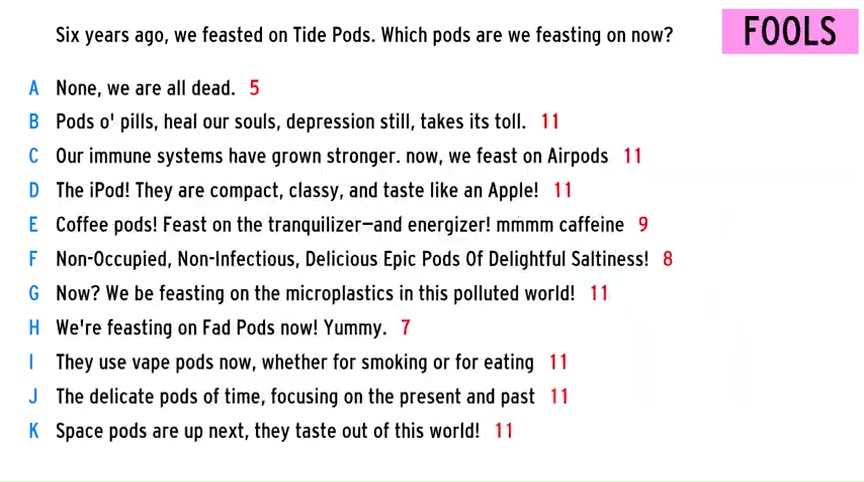 Six years ago, we feasted on Tide Pods. Which pods are we feasting on now?
FOOLS
A None, we are all dead. 5
B Pods o' pills, heal our souls, depression still, takes its toll. 11
C Our immune systems have grown stronger. now, we feast on Airpods 11
D The iPod! They are compact, classy, and taste like an Apple! 11
E Coffee pods! Feast on the tranquilizer—and energizer! mmmm caffeine 9
F Non-Occupied, Non-Infectious, Delicious Epic Pods Of Delightful Saltiness! 8
G Now? We be feasting on the microplastics in this polluted world! 11
H We're feasting on Fad Pods now! Yummy. 7
I They use vape pods now, whether for smoking or for eating 11
J The delicate pods of time, focusing on the present and past 11
K Space pods are up next, they taste out of this world! 11